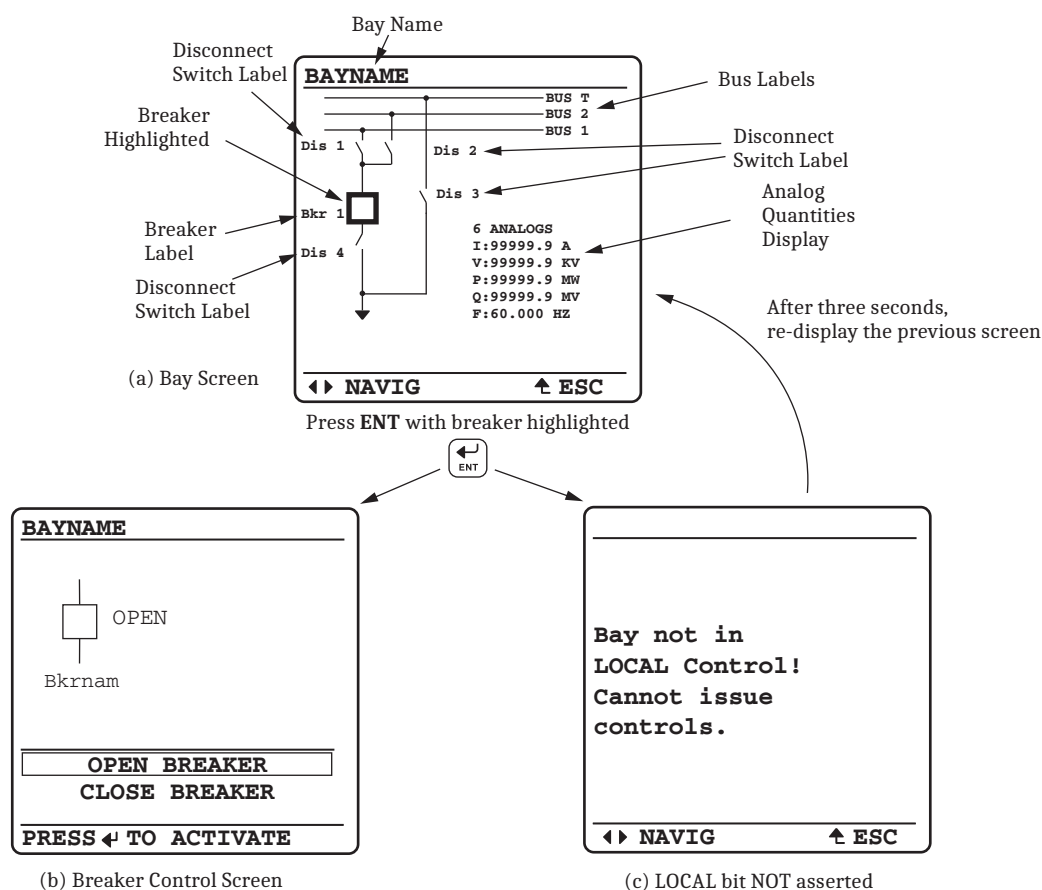 Bay Name
Disconnect
Switch Label
BAYNAME
BUS T
Bus Labels
BUS 2
BUS 1
Breaker
Highlighted
Dis 1
Dis 2
Disconnect
Switch Label
Dis 3
Bkr 1
Analog
Quantities
Display
Breaker
Label
6 ANALOGS
I:99999.9 A
V:99999.9 KV
P:99999.9 MW
Q:99999.9 MV
F:60.000 HZ
Dis 4
Disconnect
Switch Label
After three seconds,
re-display the previous screen
(a) Bay Screen
NAVIG ESC
Press ENT with breaker highlighted
ENT
BAYNAME
OPEN
Bkrnam
OPEN BREAKER
CLOSE BREAKER
PRESS TO ACTIVATE
(b) Breaker Control Screen
Bay not in
LOCAL Control!
Cannot issue
controls.
NAVIG ESC
(c) LOCAL bit NOT asserted